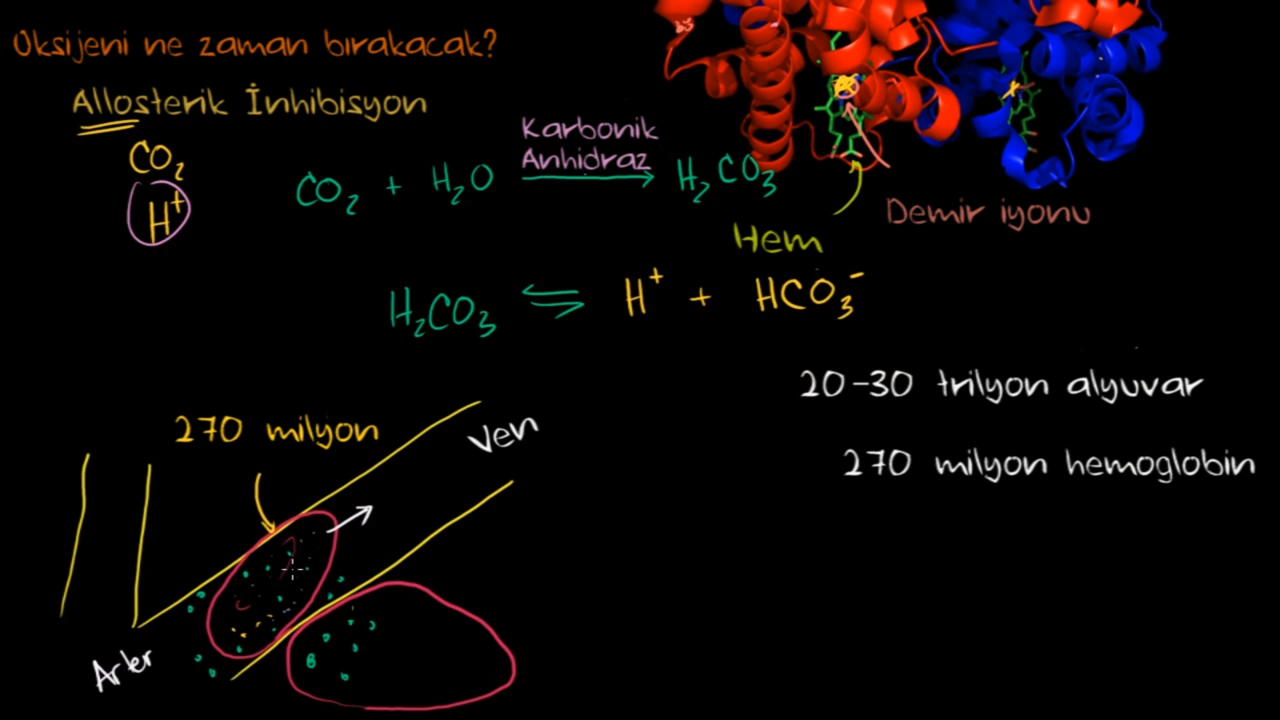 Oksijeni ne zaman bırakacak?
Allosterik İnhibisyon
CO₂
H⁺
Karbonik
Anhidraz
CO₂ + H₂O → H₂CO₃
Hem
Demir iyonu
H₂CO₃ ⇌ H⁺ + HCO₃⁻
20-30 trilyon alyuvar
270 milyon hemoglobin
270 milyon
Ven
Arter